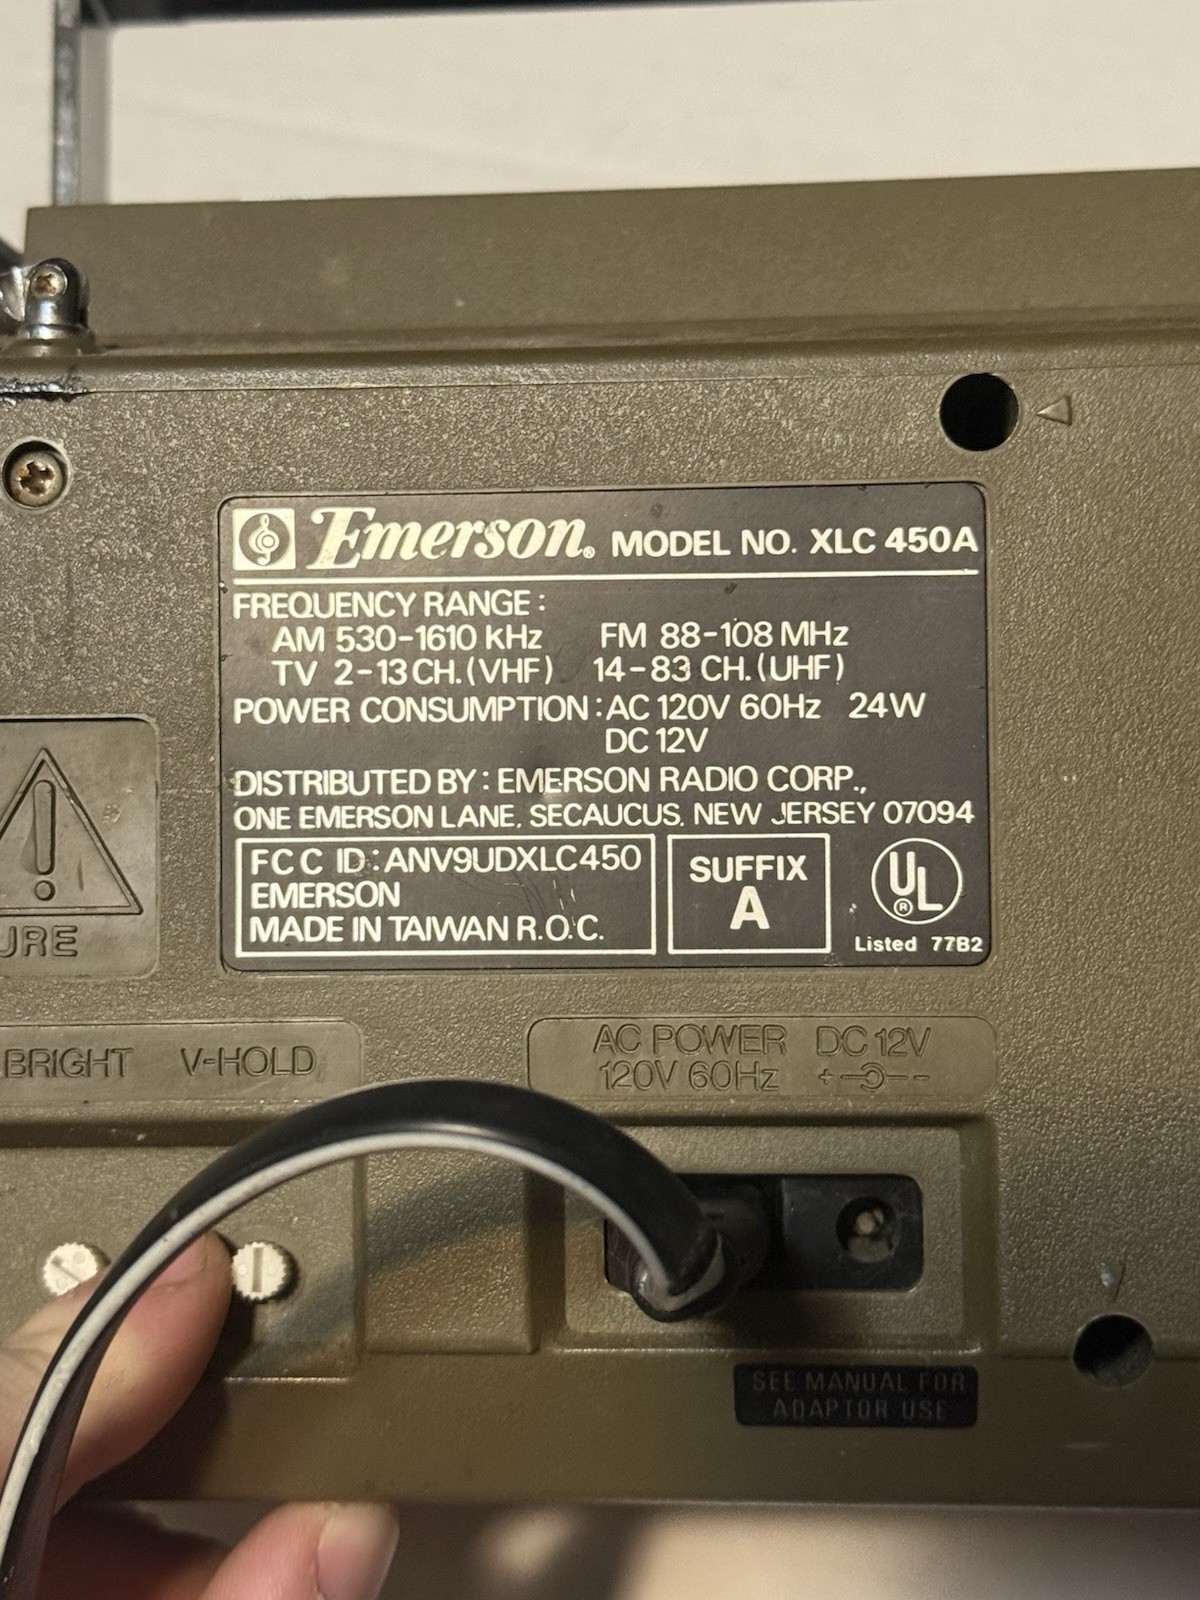 Emerson® MODEL NO. XLC 450A
FREQUENCY RANGE:
AM 530-1610 KHz FM 88-108 MHz
TV 2-13 CH. (VHF) 14-83 CH. (UHF)
POWER CONSUMPTION: AC 120V 60Hz 24W
DC 12V
DISTRIBUTED BY: EMERSON RADIO CORP.,
ONE EMERSON LANE, SECAUCUS, NEW JERSEY 07094
FCC ID: ANV9UDXLC450
EMERSON
MADE IN TAIWAN R.O.C.
SUFFIX
A
UL®
Listed 77B2
URE
BRIGHT V-HOLD
AC POWER DC 12V
120V 60Hz
SEE MANUAL FOR
ADAPTOR USE